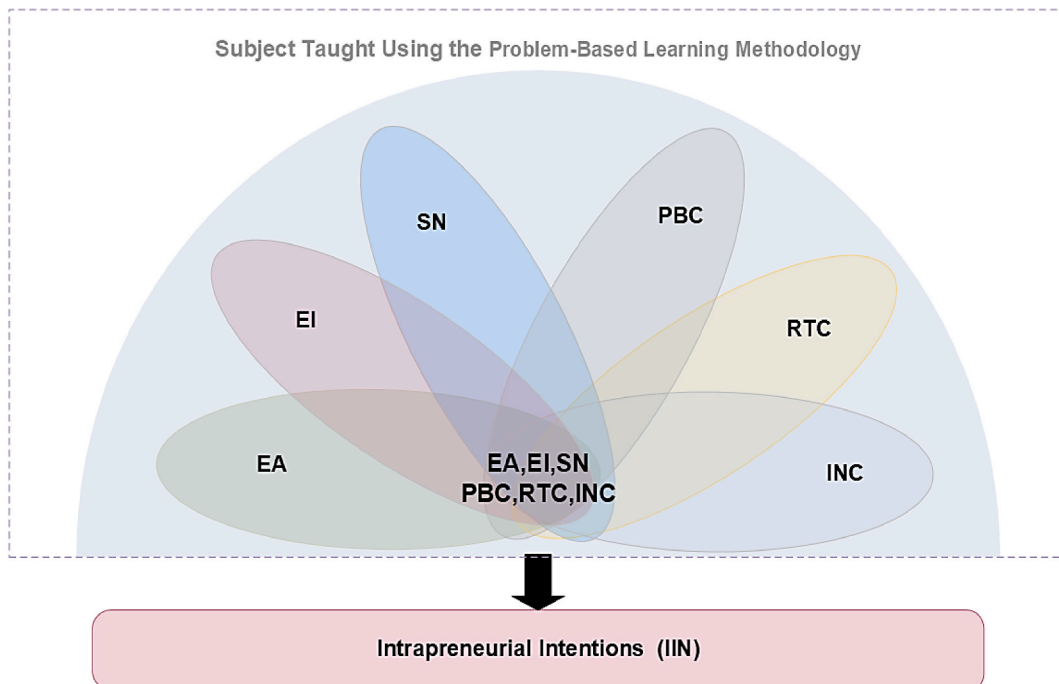 Subject Taught Using the Problem-Based Learning Methodology
SN
PBC
EI
RTC
EA
INC
EA,EI,SN
PBC,RTC,INC
Intrapreneurial Intentions (IIN)